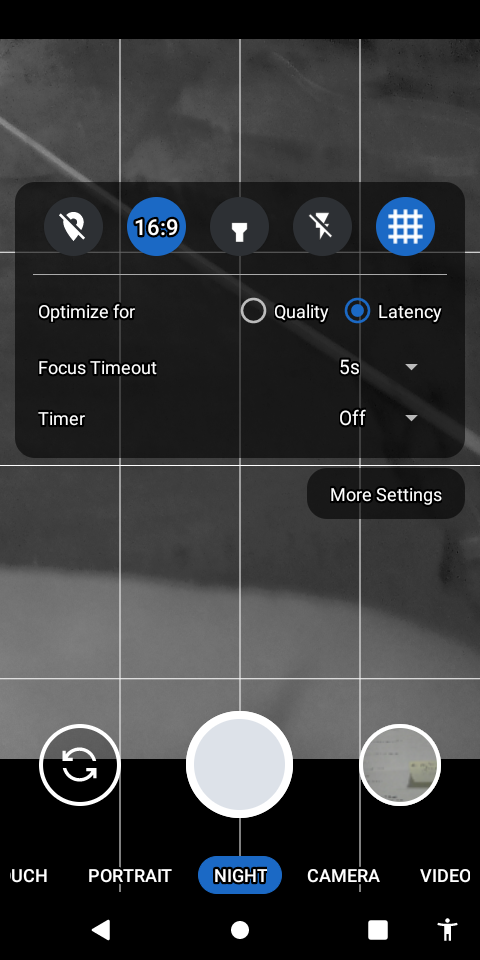 16:9
Optimize for Quality Latency
Focus Timeout 5s
Timer Off
More Settings
UCH PORTRAIT NIGHT CAMERA VIDEO